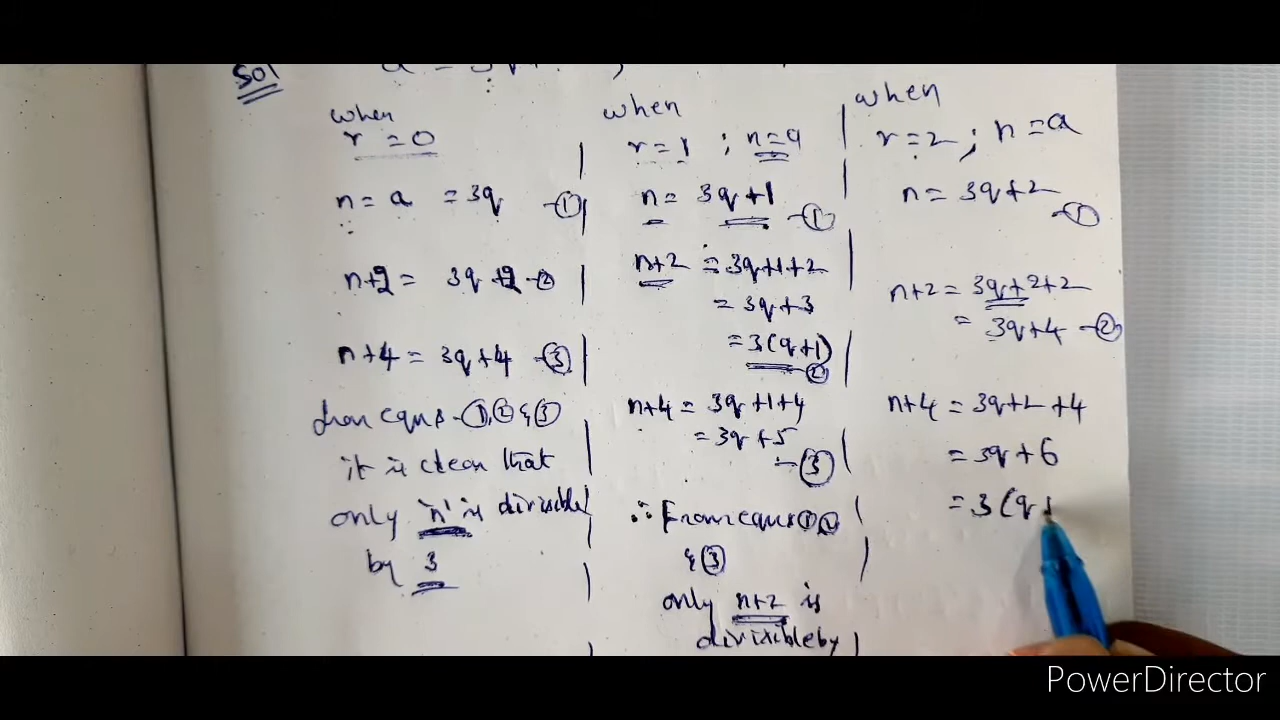 Sol
when
r = 0
n = a = 3q -①
n+2 = 3q+2 -②
n+4 = 3q+4 -③
from equs -①,② & ③
it is clear that
only 'n' is divisible
by 3
when
r = 1 ; n = a
n = 3q+1 -①
n+2 = 3q+1+2
= 3q+3
= 3(q+1) -②
n+4 = 3q+1+4
= 3q+5 -③
∴ From equs ①,②
& ③
only n+2 is
divisible by
when
r = 2 ; n = a
n = 3q+2 -①
n+2 = 3q+2+2
= 3q+4 -②
n+4 = 3q+2+4
= 3q+6
= 3(q+
PowerDirector